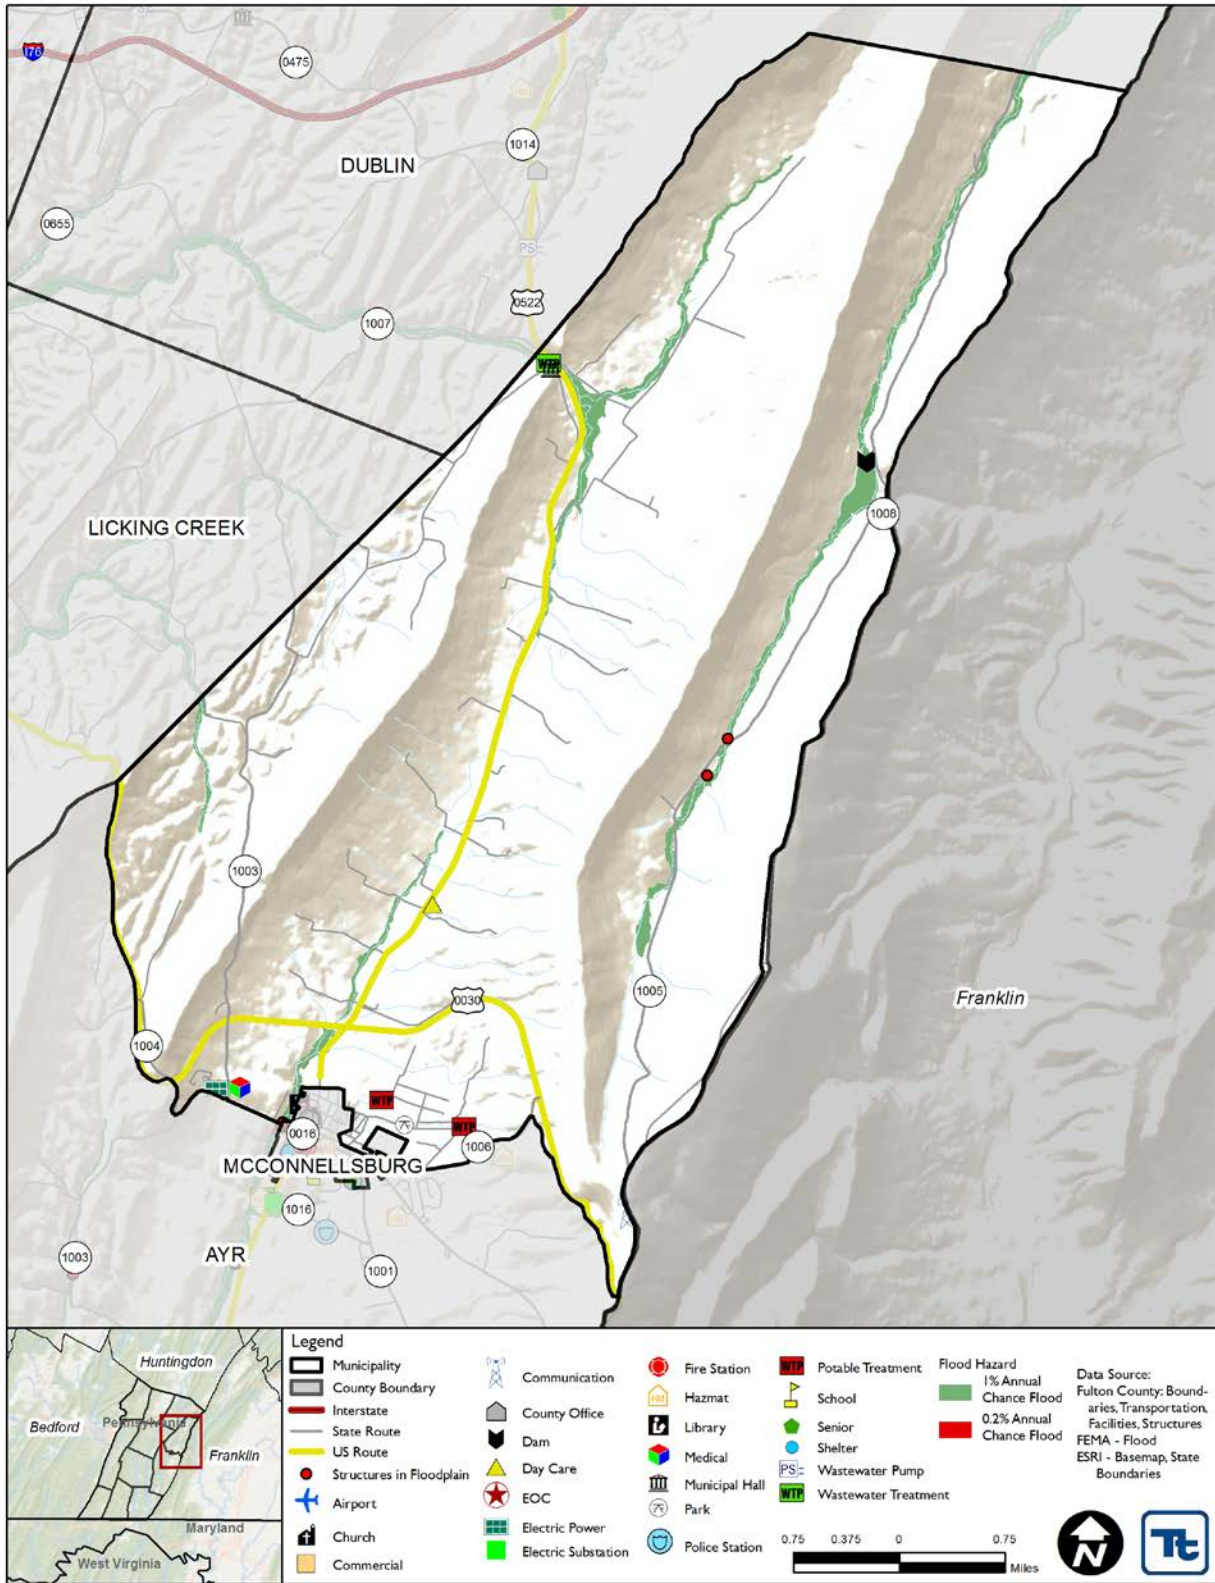 I76
0475
1014
DUBLIN
0655
PS
0522
1007
WTP
LICKING CREEK
1008
1003
0030
1005
Franklin
1004
WTP
WTP
0016
1006
MCCONNELLSBURG
1016
AYR
1003
1001
Huntingdon
Bedford
Pennsylvania
Franklin
Maryland
West Virginia
Legend
Municipality
County Boundary
Interstate
State Route
US Route
Structures in Floodplain
Airport
Church
Commercial
Communication
County Office
Dam
Day Care
EOC
Electric Power
Electric Substation
Fire Station
HM Hazmat
Library
Medical
Municipal Hall
Park
Police Station
WTP Potable Treatment
School
Senior
Shelter
PS Wastewater Pump
WTP Wastewater Treatment
Flood Hazard
1% Annual
Chance Flood
0.2% Annual
Chance Flood
Data Source:
Fulton County: Bound-
aries, Transportation,
Facilities, Structures
FEMA - Flood
ESRI - Basemap, State
Boundaries
0.75 0.375 0 0.75
Miles
N
Tt